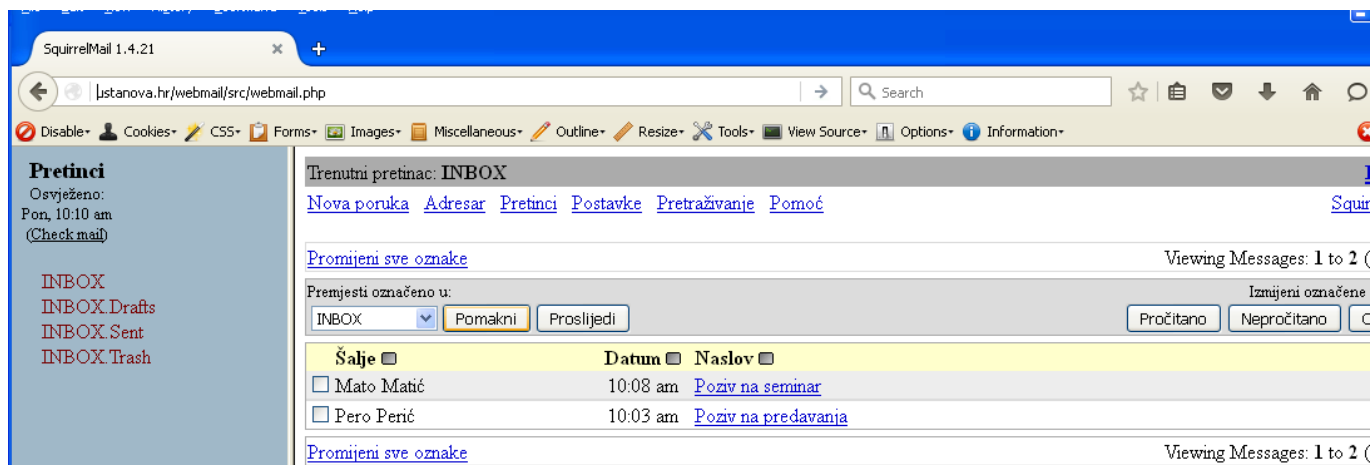 SquirrelMail 1.4.21
ustanova.hr/webmail/src/webmail.php Search
Disable Cookies CSS Forms Images Miscellaneous Outline Resize Tools View Source Options Information
Pretinci
Osvježeno:
Pon, 10:10 am
(Check mail)
INBOX
INBOX.Drafts
INBOX.Sent
INBOX.Trash
Trenutni pretinac: INBOX
Nova poruka Adresar Pretinci Postavke Pretraživanje Pomoć
Promijeni sve oznake Viewing Messages: 1 to 2 (
Premjesti označeno u: Izmijeni označene
INBOX Pomakni Proslijedi Pročitano Nepročitano
Šalje Datum Naslov
Mato Matić 10:08 am Poziv na seminar
Pero Perić 10:03 am Poziv na predavanja
Promijeni sve oznake Viewing Messages: 1 to 2 (